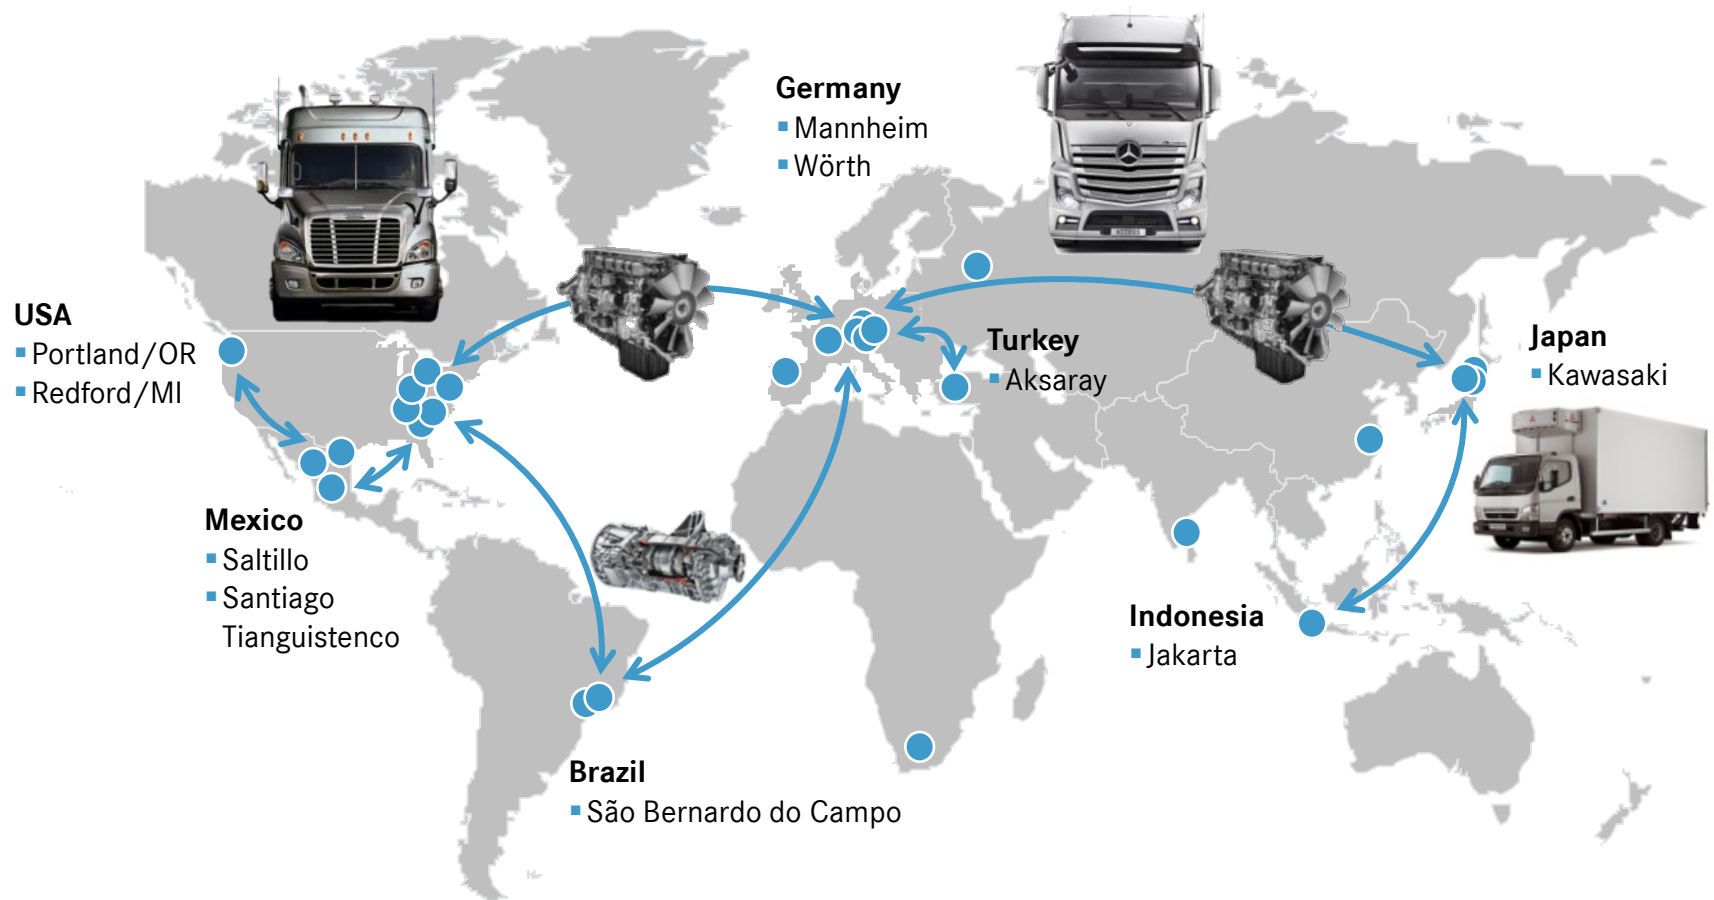 Germany
Mannheim
Wörth
USA
Portland/OR
Redford/MI
Turkey
Aksaray
Japan
Kawasaki
Mexico
Saltillo
Santiago
Tianguistenco
Indonesia
Jakarta
Brazil
São Bernardo do Campo